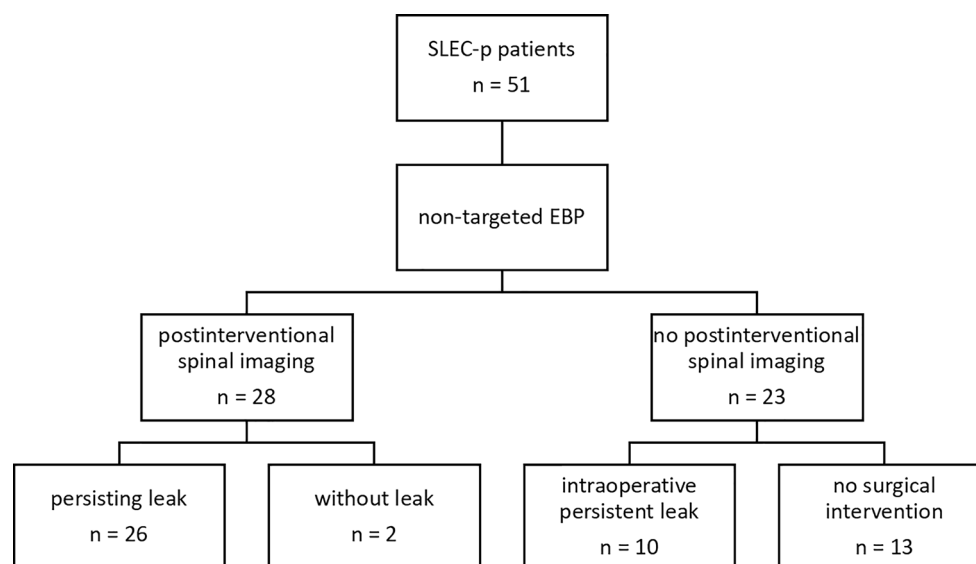 SLEC-p patients
n = 51
non-targeted EBP
postinterventional
spinal imaging
n = 28
no postinterventional
spinal imaging
n = 23
persisting leak
n = 26
without leak
n = 2
intraoperative
persistent leak
n = 10
no surgical
intervention
n = 13